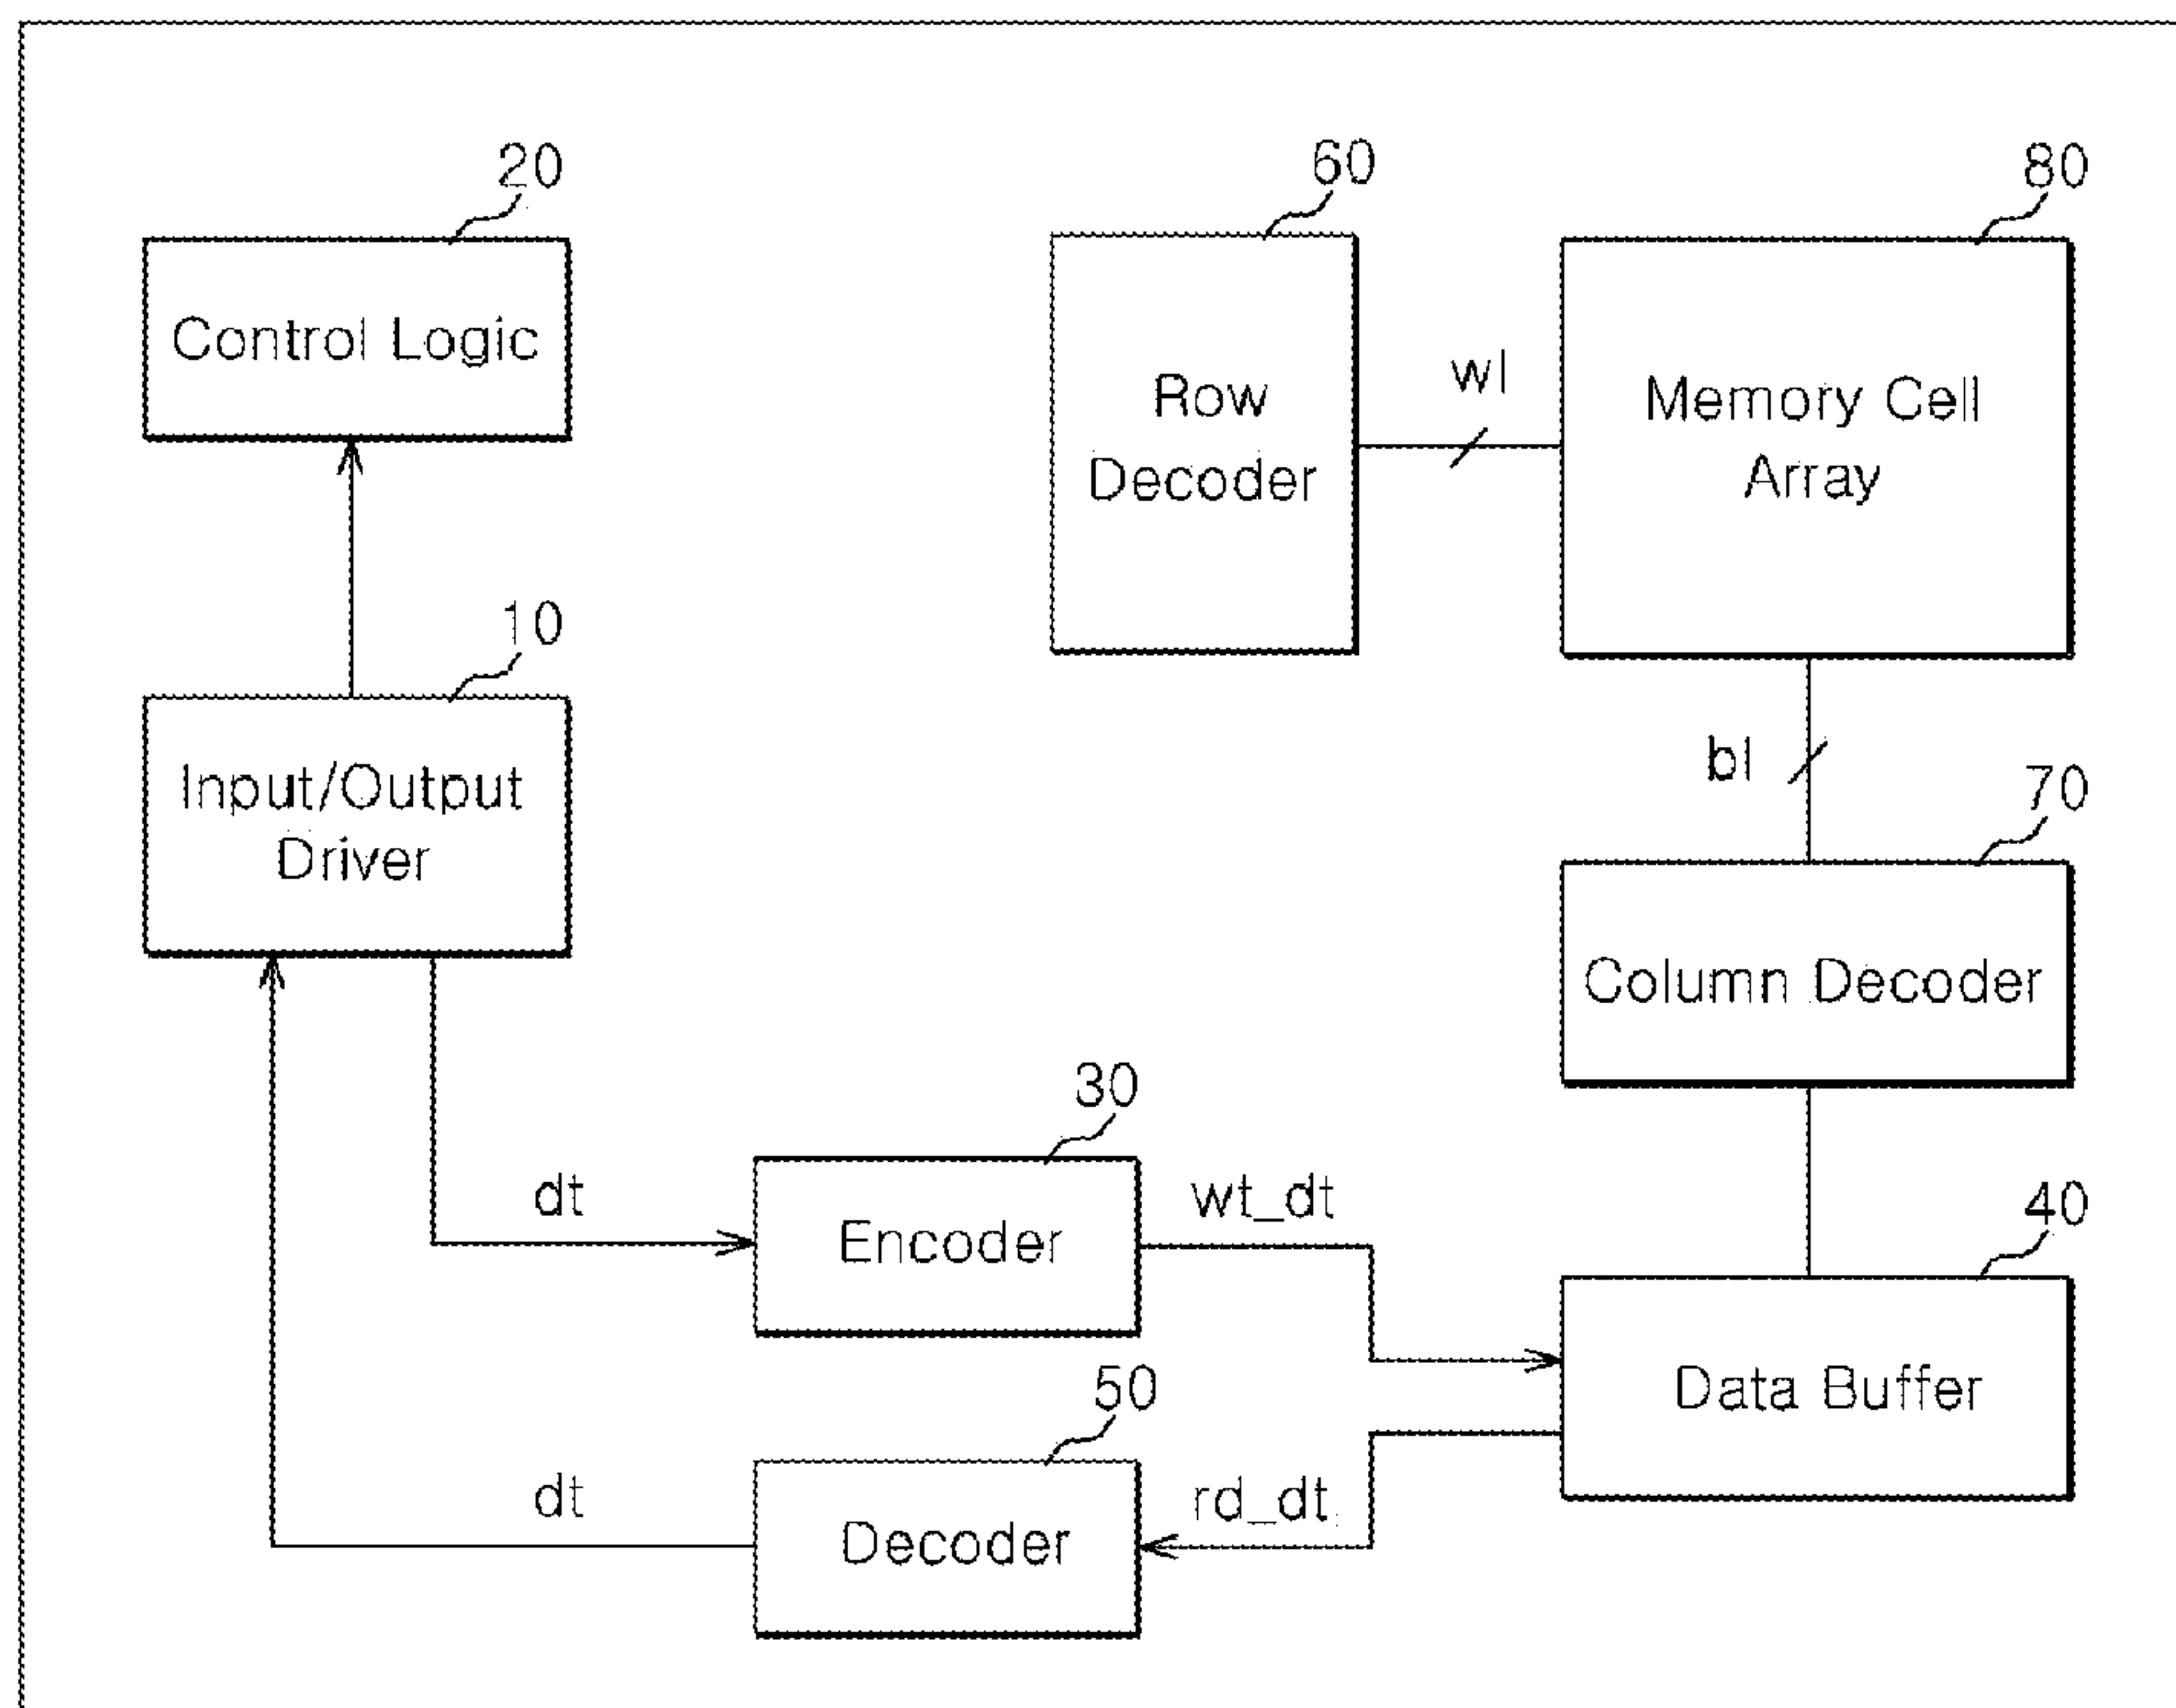 20
Control Logic
60
Row
Decoder
wl
80
Memory Cell
Array
10
Input/Output
Driver
bl
70
Column Decoder
dt
30
Encoder
wt_dt
40
Data Buffer
dt
50
Decoder
rd_dt